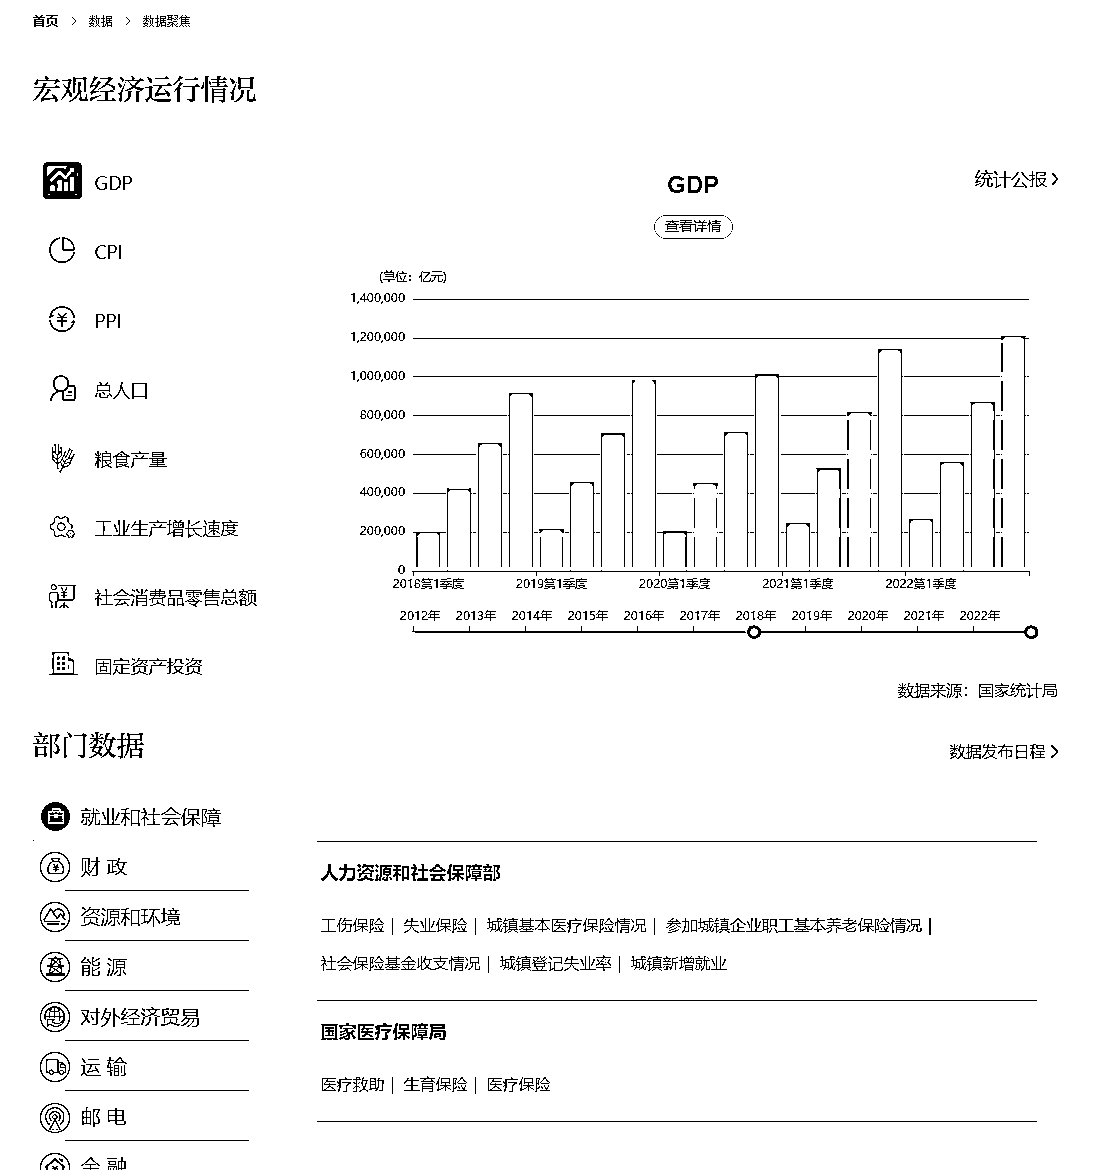 首页 > 数据 > 数据聚焦
宏观经济运行情况
GDP
CPI
PPI
总人口
粮食产量
工业生产增长速度
社会消费品零售总额
固定资产投资
GDP
统计公报 >
查看详情
(单位：亿元)
1,400,000
1,200,000
1,000,000
800,000
600,000
400,000
200,000
0
2018第1季度 2019第1季度 2020第1季度 2021第1季度 2022第1季度
2012年 2013年 2014年 2015年 2016年 2017年 2018年 2019年 2020年 2021年 2022年
数据来源：国家统计局
部门数据
数据发布日程 >
就业和社会保障
财 政
资源和环境
能 源
对外经济贸易
运 输
邮 电
金 融
人力资源和社会保障部
工伤保险 | 失业保险 | 城镇基本医疗保险情况 | 参加城镇企业职工基本养老保险情况 |
社会保险基金收支情况 | 城镇登记失业率 | 城镇新增就业
国家医疗保障局
医疗救助 | 生育保险 | 医疗保险